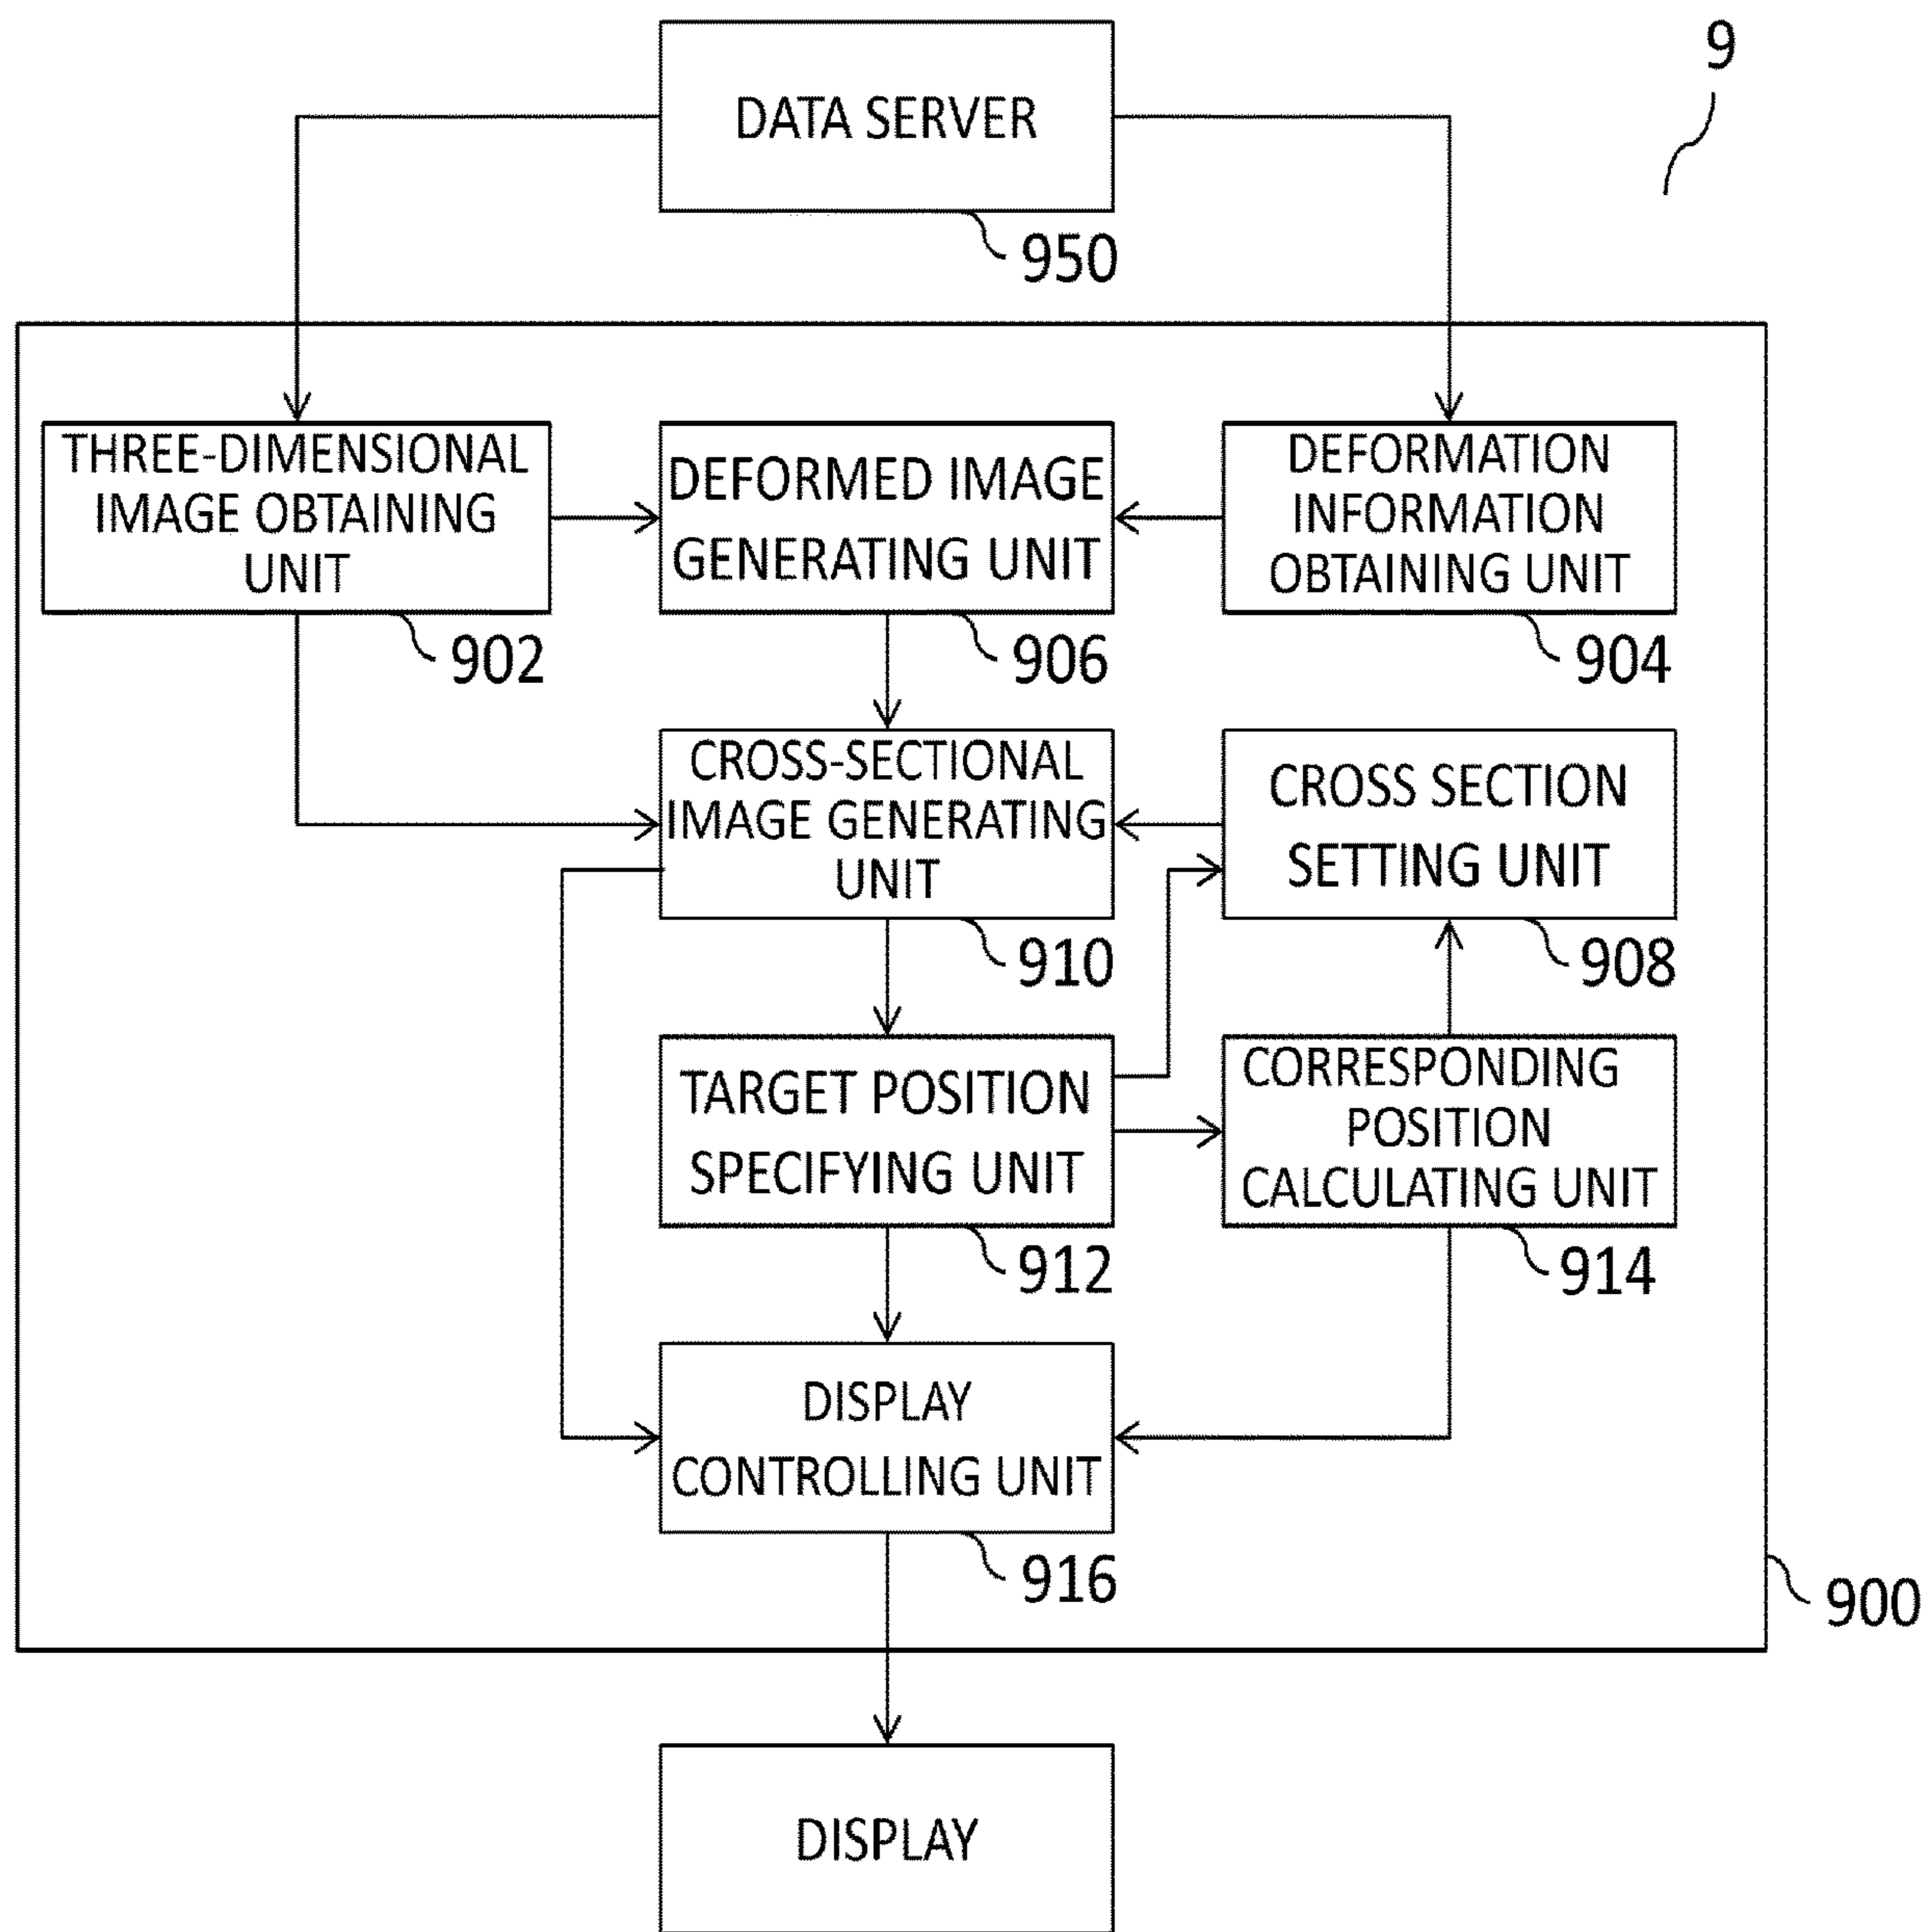 9
DATA SERVER
950
THREE-DIMENSIONAL
IMAGE OBTAINING
UNIT
902
DEFORMED IMAGE
GENERATING UNIT
906
DEFORMATION
INFORMATION
OBTAINING UNIT
904
CROSS-SECTIONAL
IMAGE GENERATING
UNIT
910
CROSS SECTION
SETTING UNIT
908
TARGET POSITION
SPECIFYING UNIT
912
CORRESPONDING
POSITION
CALCULATING UNIT
914
DISPLAY
CONTROLLING UNIT
916
900
DISPLAY